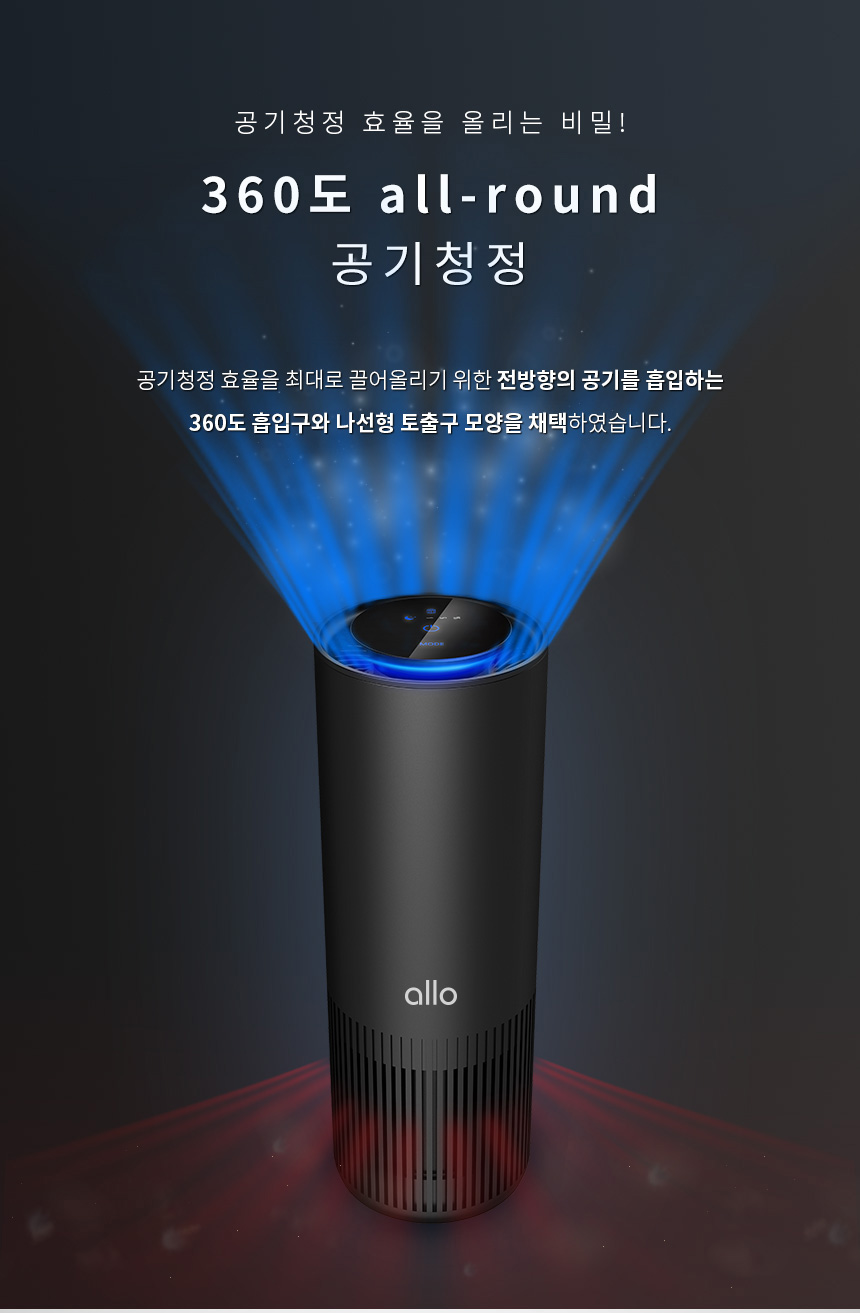 공기청정 효율을 올리는 비밀!
360도 all-round
공기청정
공기청정 효율을 최대로 끌어올리기 위한 전방향의 공기를 흡입하는
360도 흡입구와 나선형 토출구 모양을 채택하였습니다.
MODE
allo